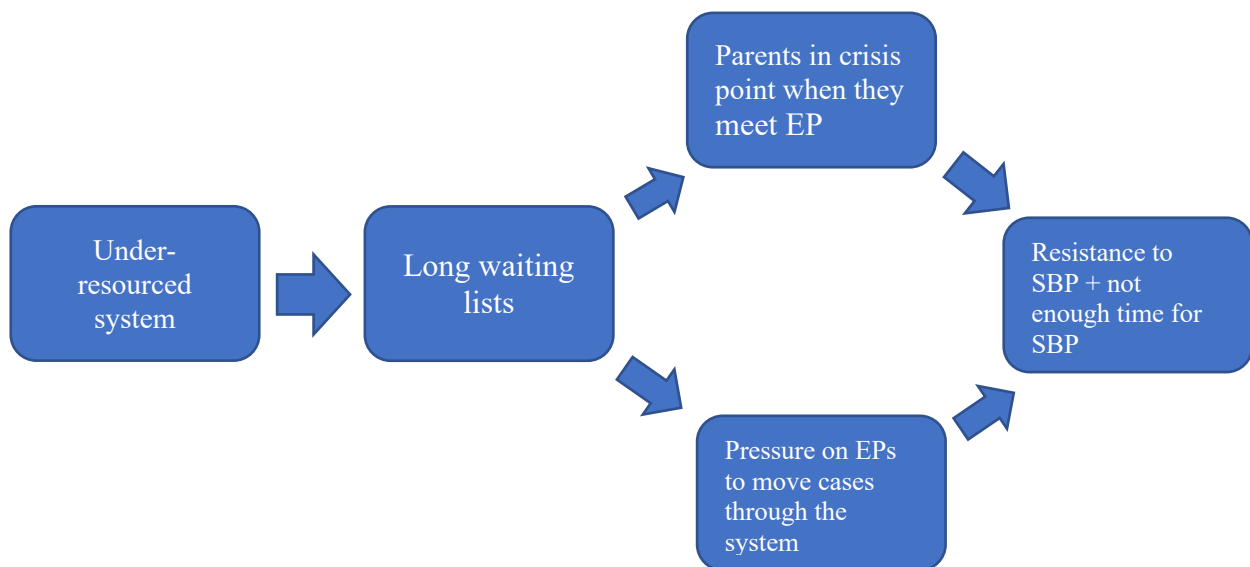 Under-
resourced
system
Long waiting
lists
Parents in crisis
point when they
meet EP
Pressure on EPs
to move cases
through the
system
Resistance to
SBP + not
enough time for
SBP